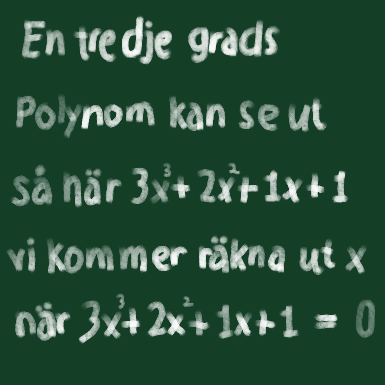 En tredje grads
Polynom kan se ut
så när 3x³+ 2x²+ 1x + 1
vi kommer räkna ut x
när 3x³+ 2x²+ 1x + 1 = 0